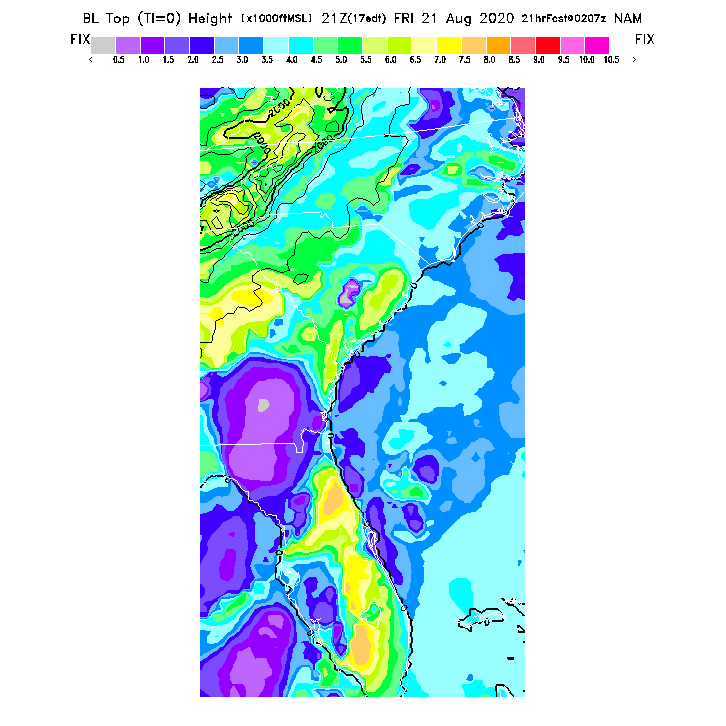 BL Top (TI=0) Height [x1000ftMSL] 21Z(17edt) FRI 21 Aug 2020 21hrFcst@0207z NAM
FIX FIX
< 0.5 1.0 1.5 2.0 2.5 3.0 3.5 4.0 4.5 5.0 5.5 6.0 6.5 7.0 7.5 8.0 8.5 9.0 9.5 10.0 10.5 >
2000
2000